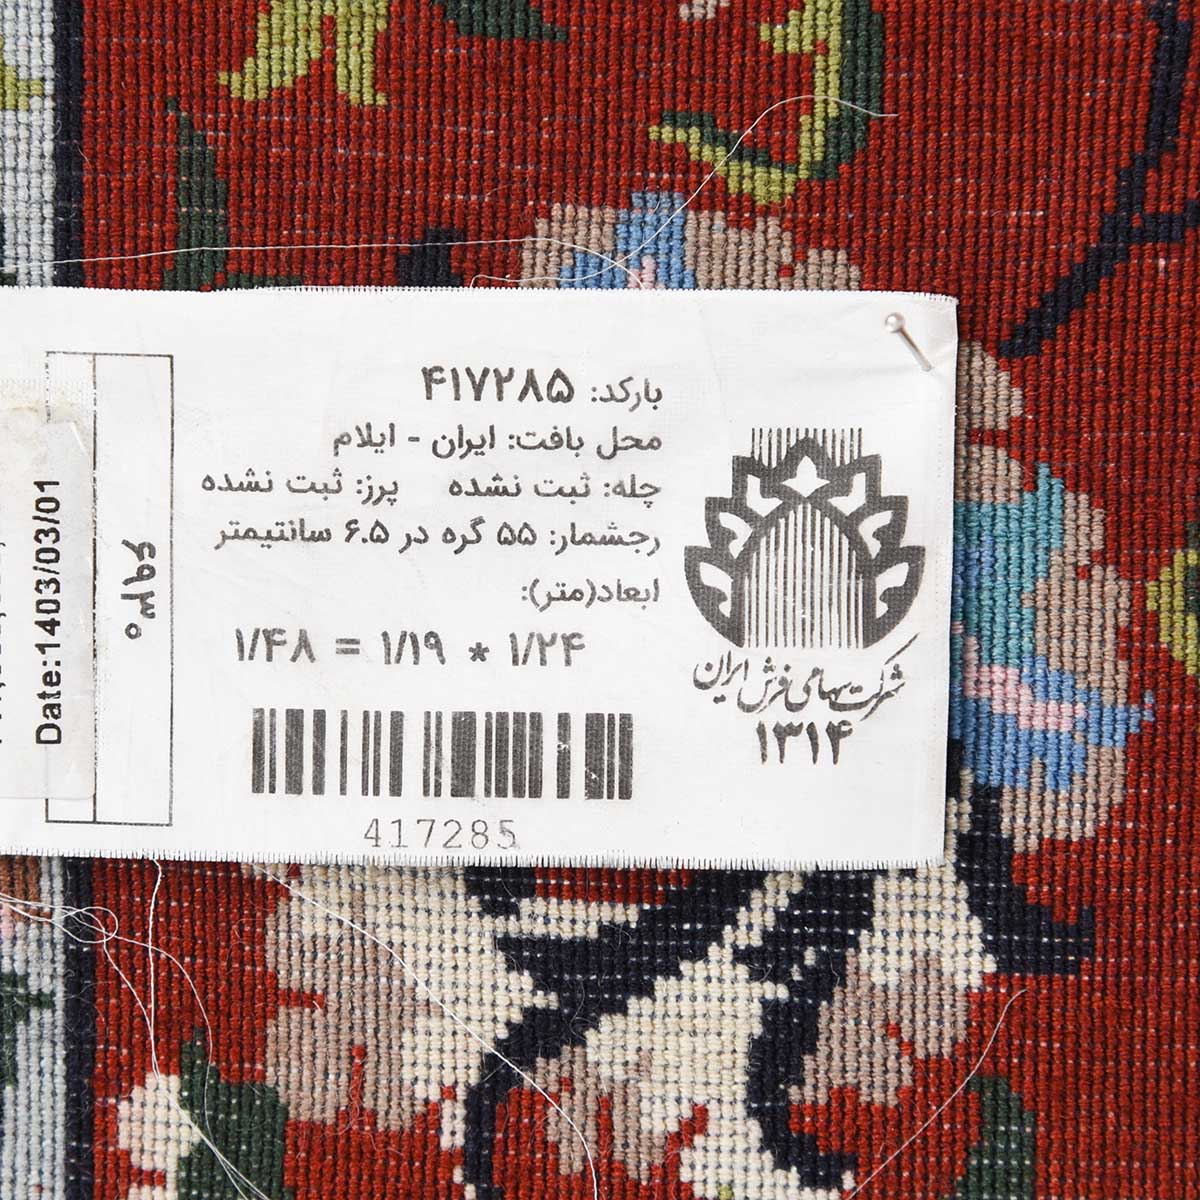 بارکد: ۴۱۷۲۸۵
محل بافت: ایران - ایلام
چله: ثبت نشده    پرز: ثبت نشده
رجشمار: ۵۵ گره در ۶.۵ سانتیمتر
ابعاد(متر):
۱/۲۴ * ۱/۱۹ = ۱/۴۸
417285
شرکت سهامی فرش ایران
۱۳۱۴
۶۹۳۰
Date:1403/03/01